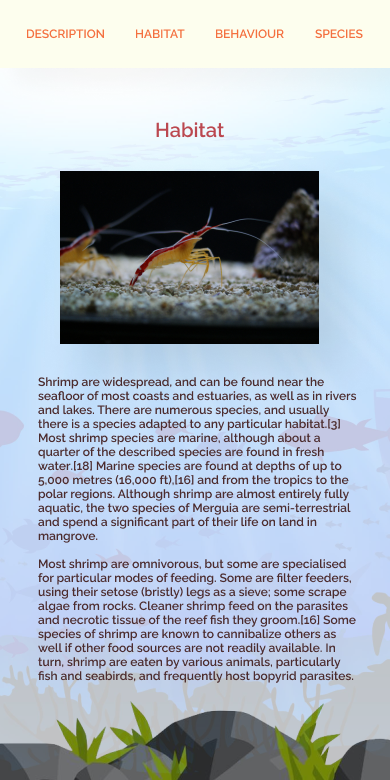 DESCRIPTION HABITAT BEHAVIOUR SPECIES
Habitat
Shrimp are widespread, and can be found near the
seafloor of most coasts and estuaries, as well as in rivers
and lakes. There are numerous species, and usually
there is a species adapted to any particular habitat.[3]
Most shrimp species are marine, although about a
quarter of the described species are found in fresh
water.[18] Marine species are found at depths of up to
5,000 metres (16,000 ft),[16] and from the tropics to the
polar regions. Although shrimp are almost entirely fully
aquatic, the two species of Merguia are semi-terrestrial
and spend a significant part of their life on land in
mangrove.
Most shrimp are omnivorous, but some are specialised
for particular modes of feeding. Some are filter feeders,
using their setose (bristly) legs as a sieve; some scrape
algae from rocks. Cleaner shrimp feed on the parasites
and necrotic tissue of the reef fish they groom.[16] Some
species of shrimp are known to cannibalize others as
well if other food sources are not readily available. In
turn, shrimp are eaten by various animals, particularly
fish and seabirds, and frequently host bopyrid parasites.